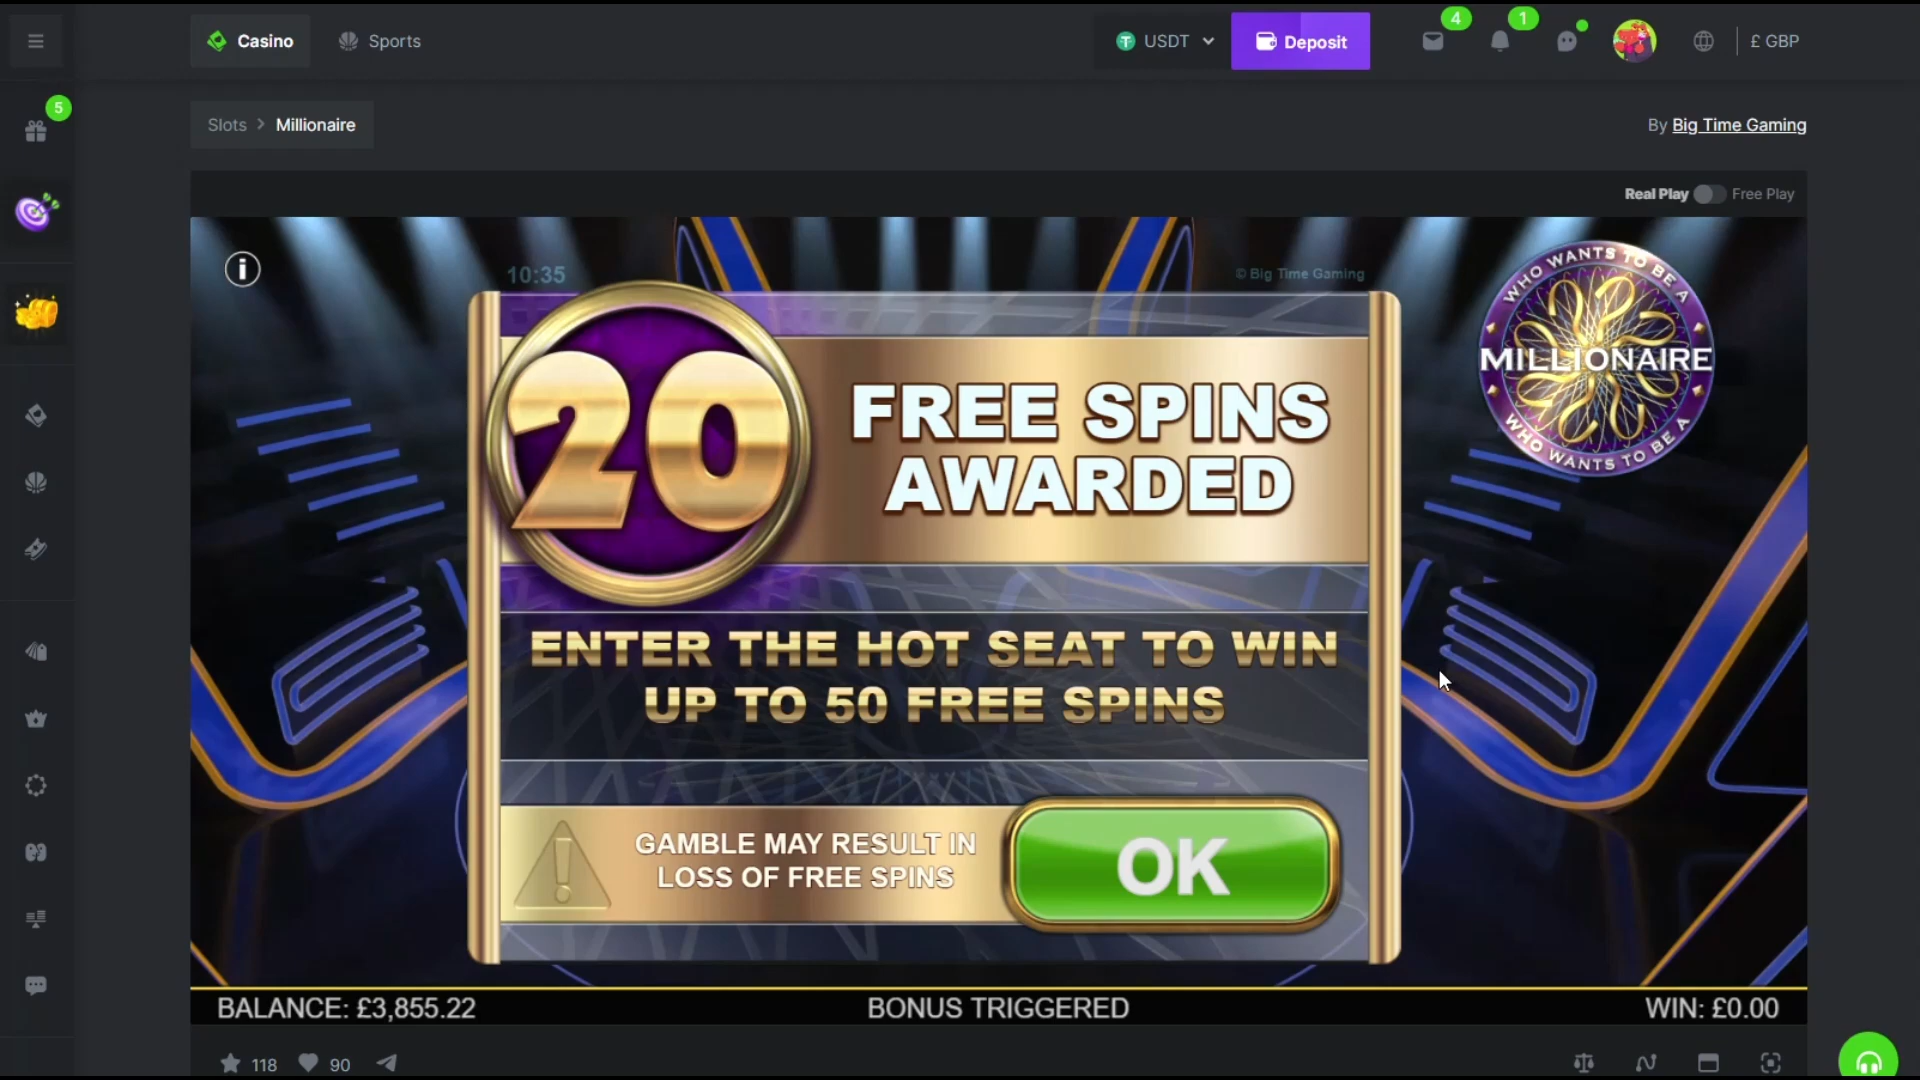 Casino
Sports
USDT
Deposit
4
1
£ GBP
5
Slots > Millionaire
By Big Time Gaming
Real Play
Free Play
10:35
© Big Time Gaming
WHO WANTS TO BE A
MILLIONAIRE
WHO WANTS TO BE A
20
FREE SPINS
AWARDED
ENTER THE HOT SEAT TO WIN
UP TO 50 FREE SPINS
GAMBLE MAY RESULT IN
LOSS OF FREE SPINS
OK
BALANCE: £3,855.22
BONUS TRIGGERED
WIN: £0.00
118
90